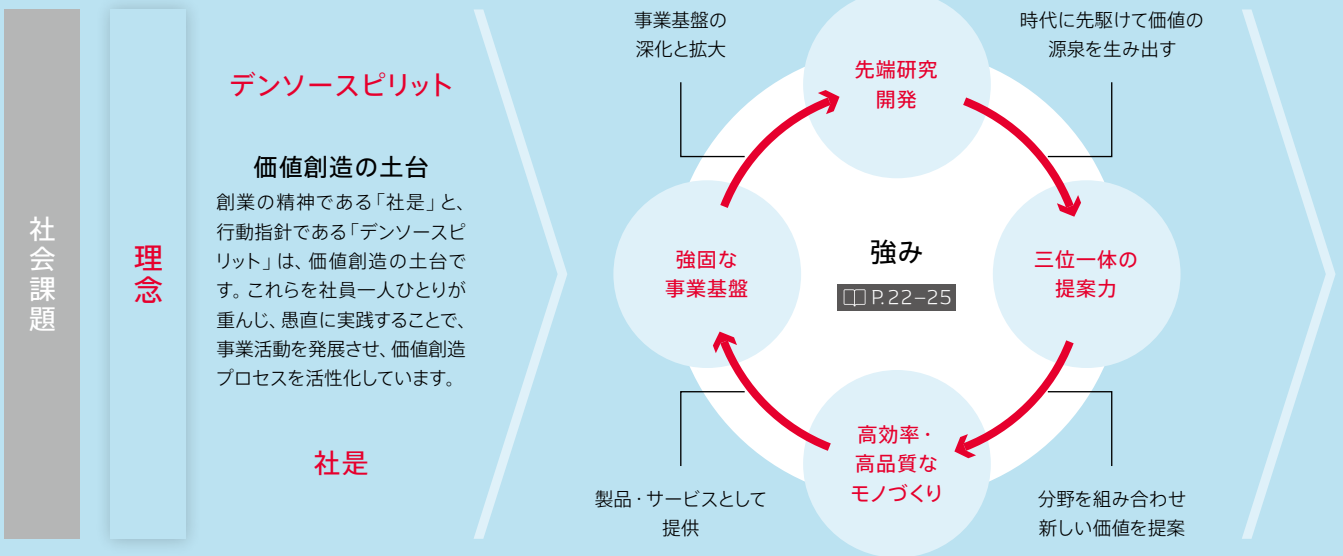 社会課題
理念
デンソースピリット
価値創造の土台
創業の精神である「社是」と、
行動指針である「デンソースピ
リット」は、価値創造の土台で
す。これらを社員一人ひとりが
重んじ、愚直に実践することで、
事業活動を発展させ、価値創造
プロセスを活性化しています。
社是
事業基盤の
深化と拡大
時代に先駆けて価値の
源泉を生み出す
先端研究
開発
強固な
事業基盤
強み
P.22–25
三位一体の
提案力
高効率・
高品質な
モノづくり
製品・サービスとして
提供
分野を組み合わせ
新しい価値を提案